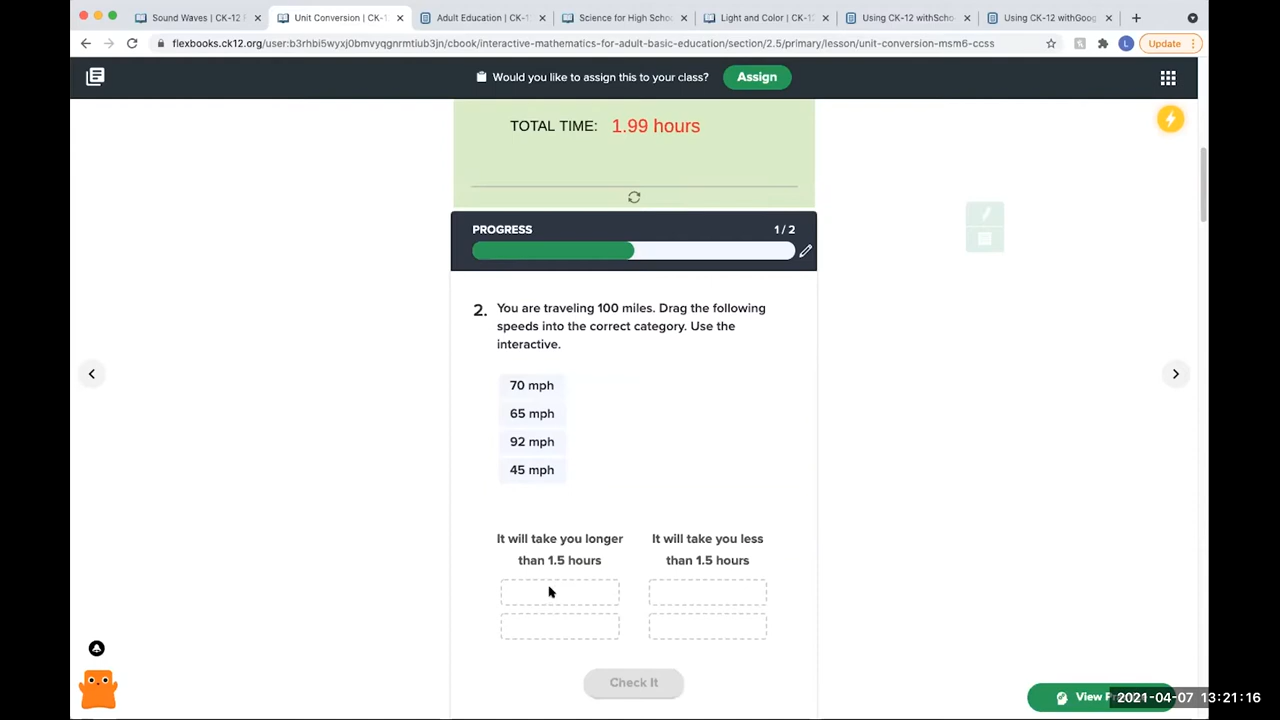 Sound Waves / CK-12 F
Unit Conversion | CK-1
Adult Education | CK-1
Science for High Schoo
Light and Color | CK-12
Using CK-12 withScho
Using CK-12 withGoog
flexbooks.ck12.org/user:b3rhbi5wyxj0bmvyqgnrmtiub3jn/cbook/interactive-mathematics-for-adult-basic-education/section/2.5/primary/lesson/unit-conversion-msm6-ccss
L
Update
Would you like to assign this to your class?
Assign
TOTAL TIME: 1.99 hours
PROGRESS
1 / 2
2. You are traveling 100 miles. Drag the following
speeds into the correct category. Use the
interactive.
70 mph
65 mph
92 mph
45 mph
It will take you longer
than 1.5 hours
It will take you less
than 1.5 hours
Check It
View
2021-04-07 13:21:16